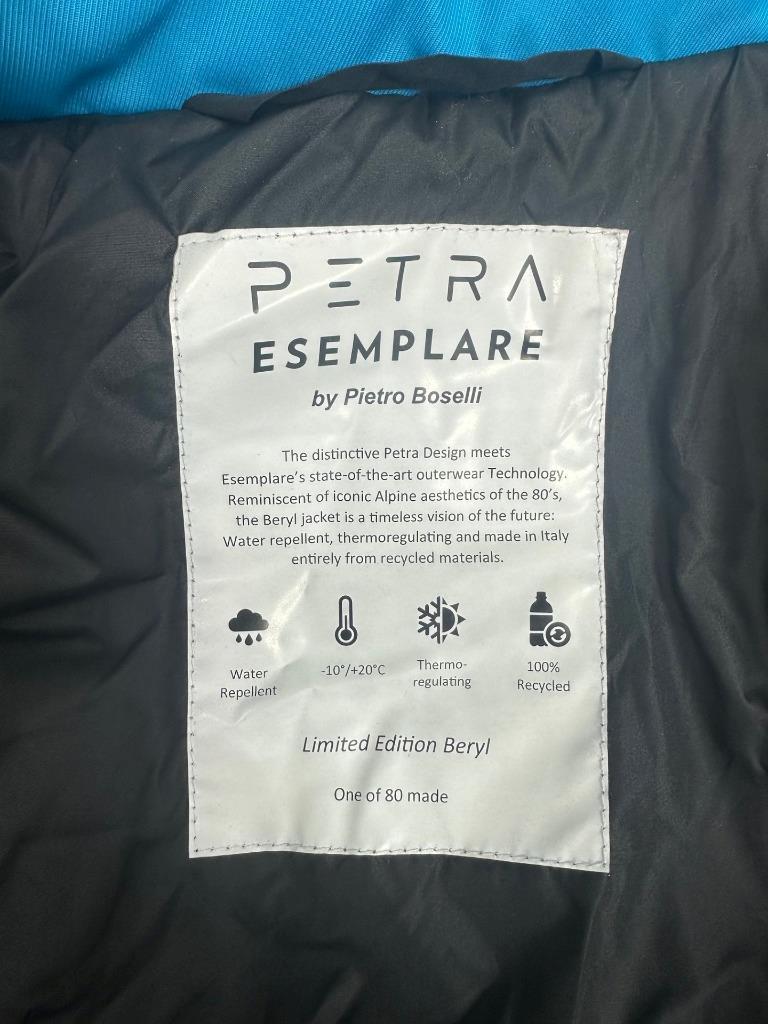 PETRA
ESEMPLARE
by Pietro Boselli
The distinctive Petra Design meets
Esemplare's state-of-the-art outerwear Technology.
Reminiscent of iconic Alpine aesthetics of the 80's,
the Beryl jacket is a timeless vision of the future:
Water repellent, thermoregulating and made in Italy
entirely from recycled materials.
Water
Repellent
-10°/+20°C
Thermo-
regulating
100%
Recycled
Limited Edition Beryl
One of 80 made